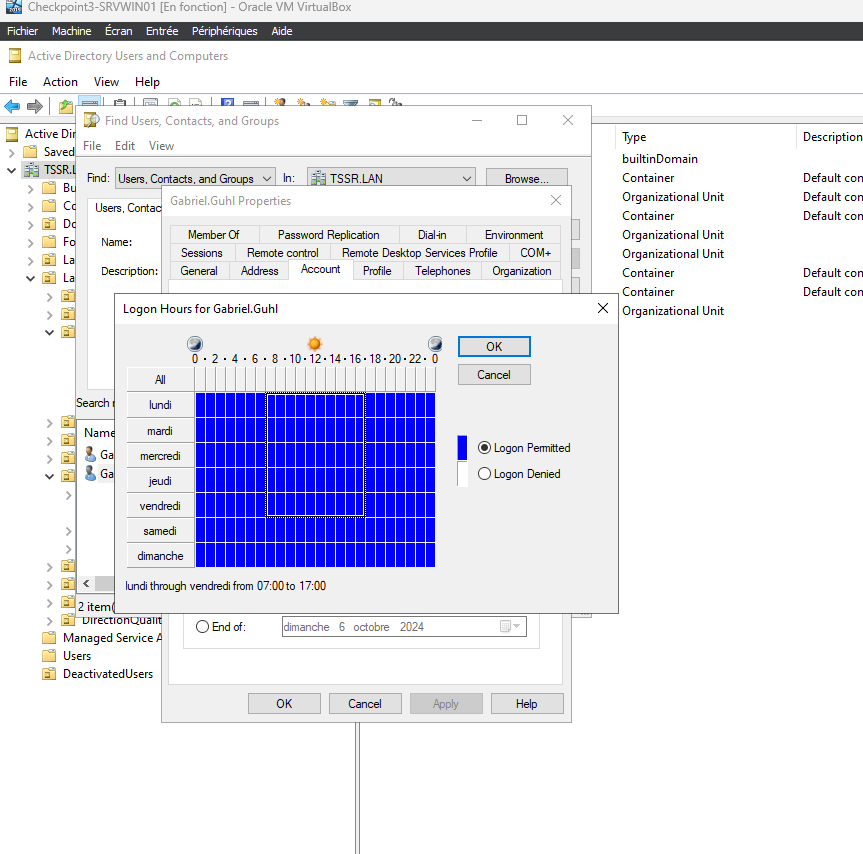 Checkpoint3-SRVWIN01 [En fonction] - Oracle VM VirtualBox
Fichier Machine Écran Entrée Périphériques Aide
Active Directory Users and Computers
File Action View Help
Find Users, Contacts, and Groups
File Edit View
Find: Users, Contacts, and Groups In: TSSR.LAN Browse...
Users, Contac
Name:
Description:
Active Dir
Saved
TSSR.L
Bu
Co
Do
Fo
La
La
Gabriel.Guhl Properties
Member Of Password Replication Dial-in Environment
Sessions Remote control Remote Desktop Services Profile COM+
General Address Account Profile Telephones Organization
Type Description
builtinDomain
Container Default con
Organizational Unit
Container Default con
Organizational Unit
Organizational Unit
Container Default con
Container Default con
Organizational Unit
Logon Hours for Gabriel.Guhl
0 · 2 · 4 · 6 · 8 · 10 · 12 · 14 · 16 · 18 · 20 · 22 · 0
All
lundi
mardi
mercredi
jeudi
vendredi
samedi
dimanche
OK
Cancel
Logon Permitted
Logon Denied
lundi through vendredi from 07:00 to 17:00
Search r
Name
Ga
Ga
2 item(
DirectionQualit
Managed Service A
Users
DeactivatedUsers
End of: dimanche 6 octobre 2024
OK Cancel Apply Help